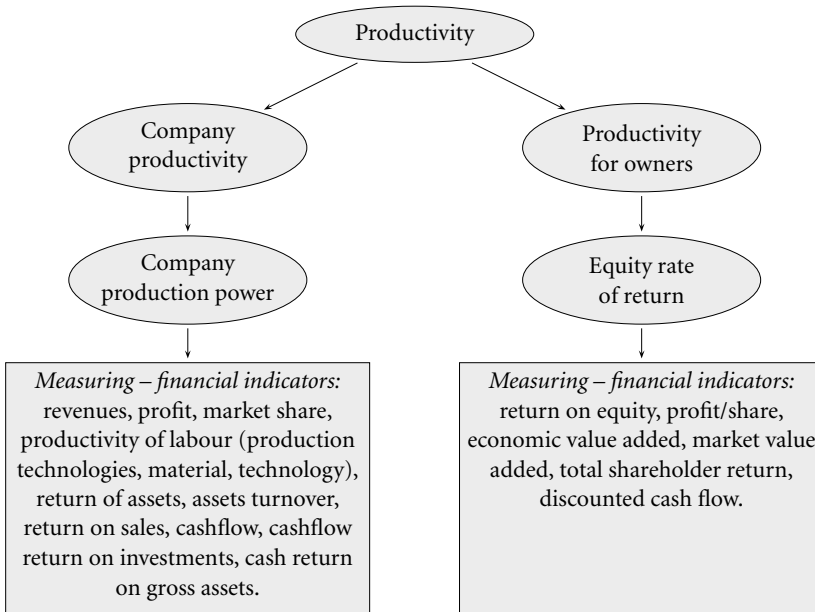 Productivity
Company
productivity
Productivity
for owners
Company
production power
Equity rate
of return
Measuring – financial indicators:
revenues, profit, market share,
productivity of labour (production
technologies, material, technology),
return of assets, assets turnover,
return on sales, cashflow, cashflow
return on investments, cash return
on gross assets.
Measuring – financial indicators:
return on equity, profit/share,
economic value added, market value
added, total shareholder return,
discounted cash flow.